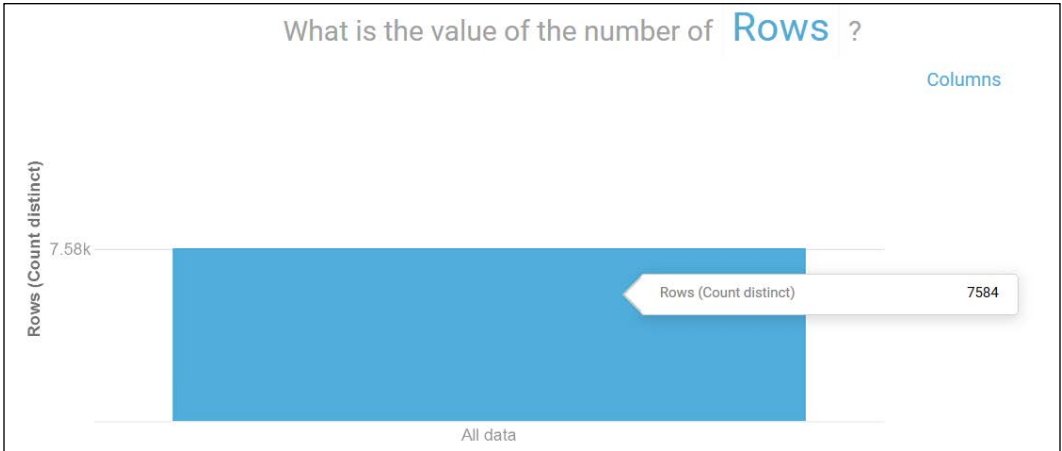 What is the value of the number of Rows ?
Columns
Rows (Count distinct)
7.58k
Rows (Count distinct) 7584
All data